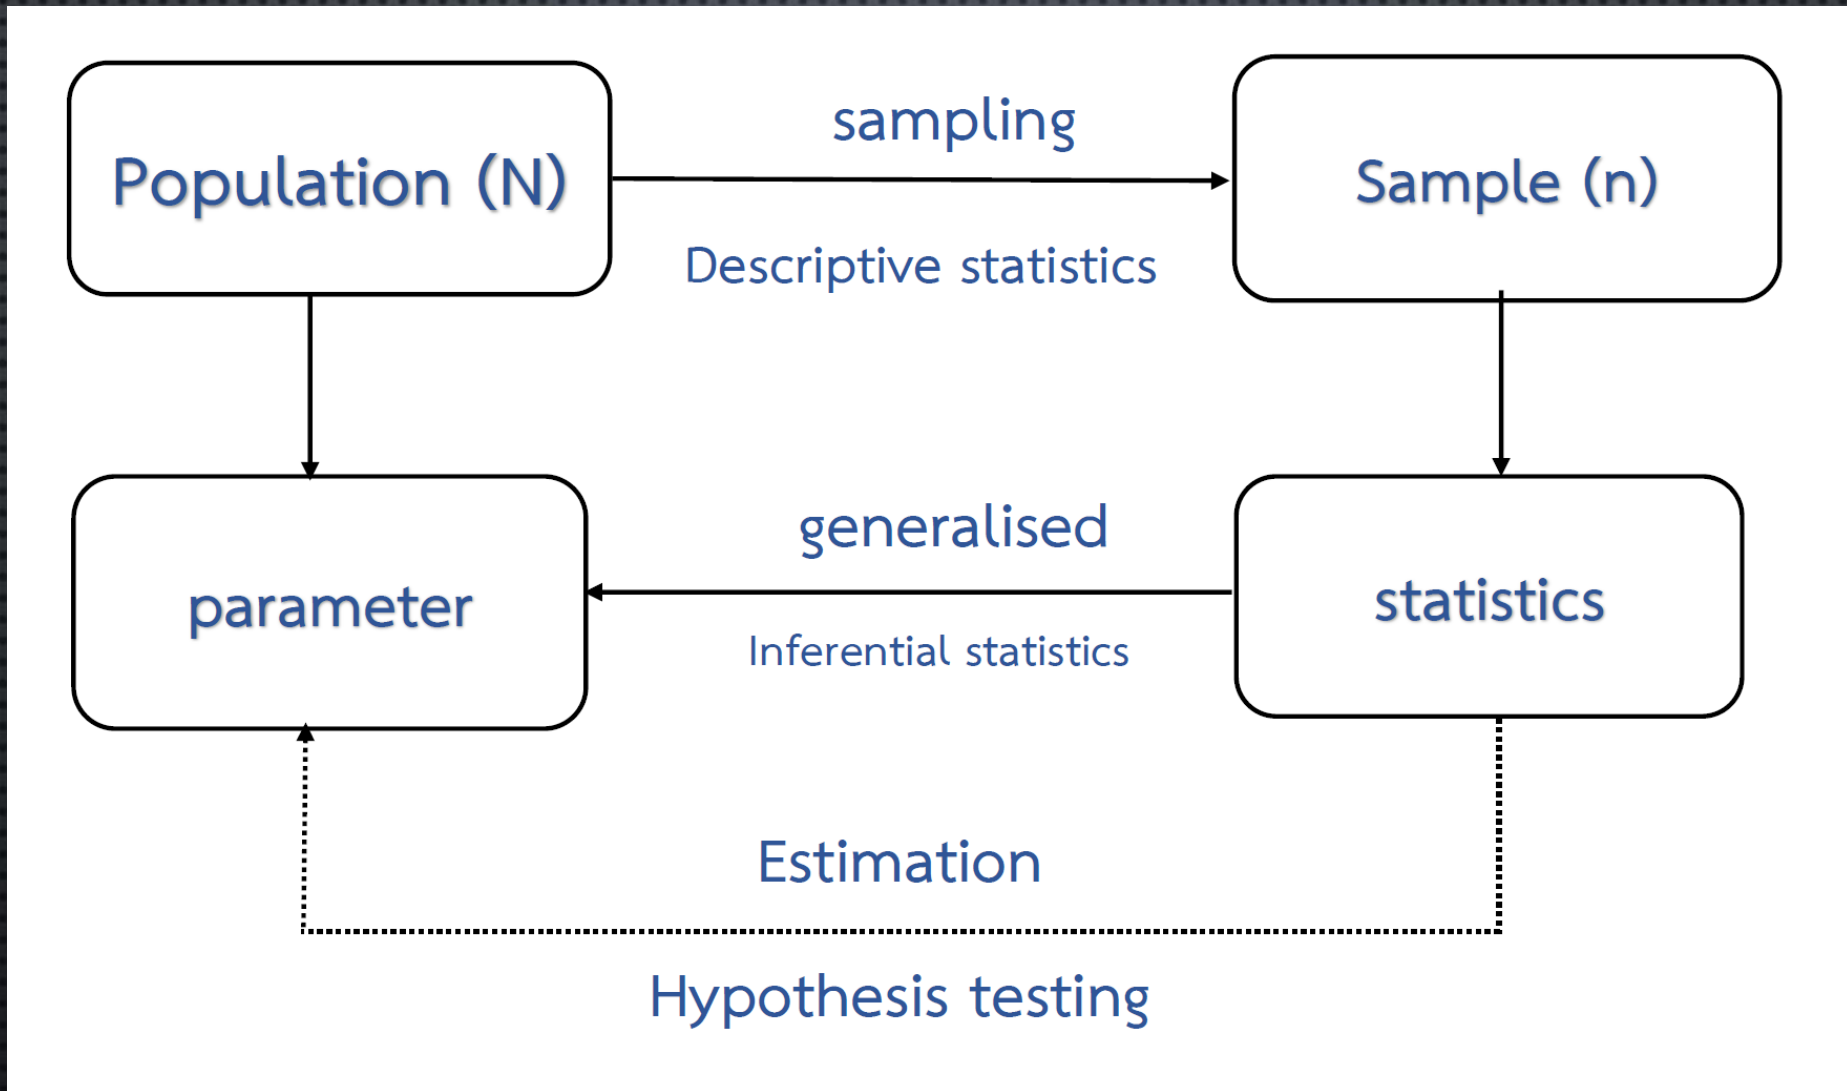 Population (N)
sampling
Sample (n)
Descriptive statistics
parameter
generalised
statistics
Inferential statistics
Estimation
Hypothesis testing